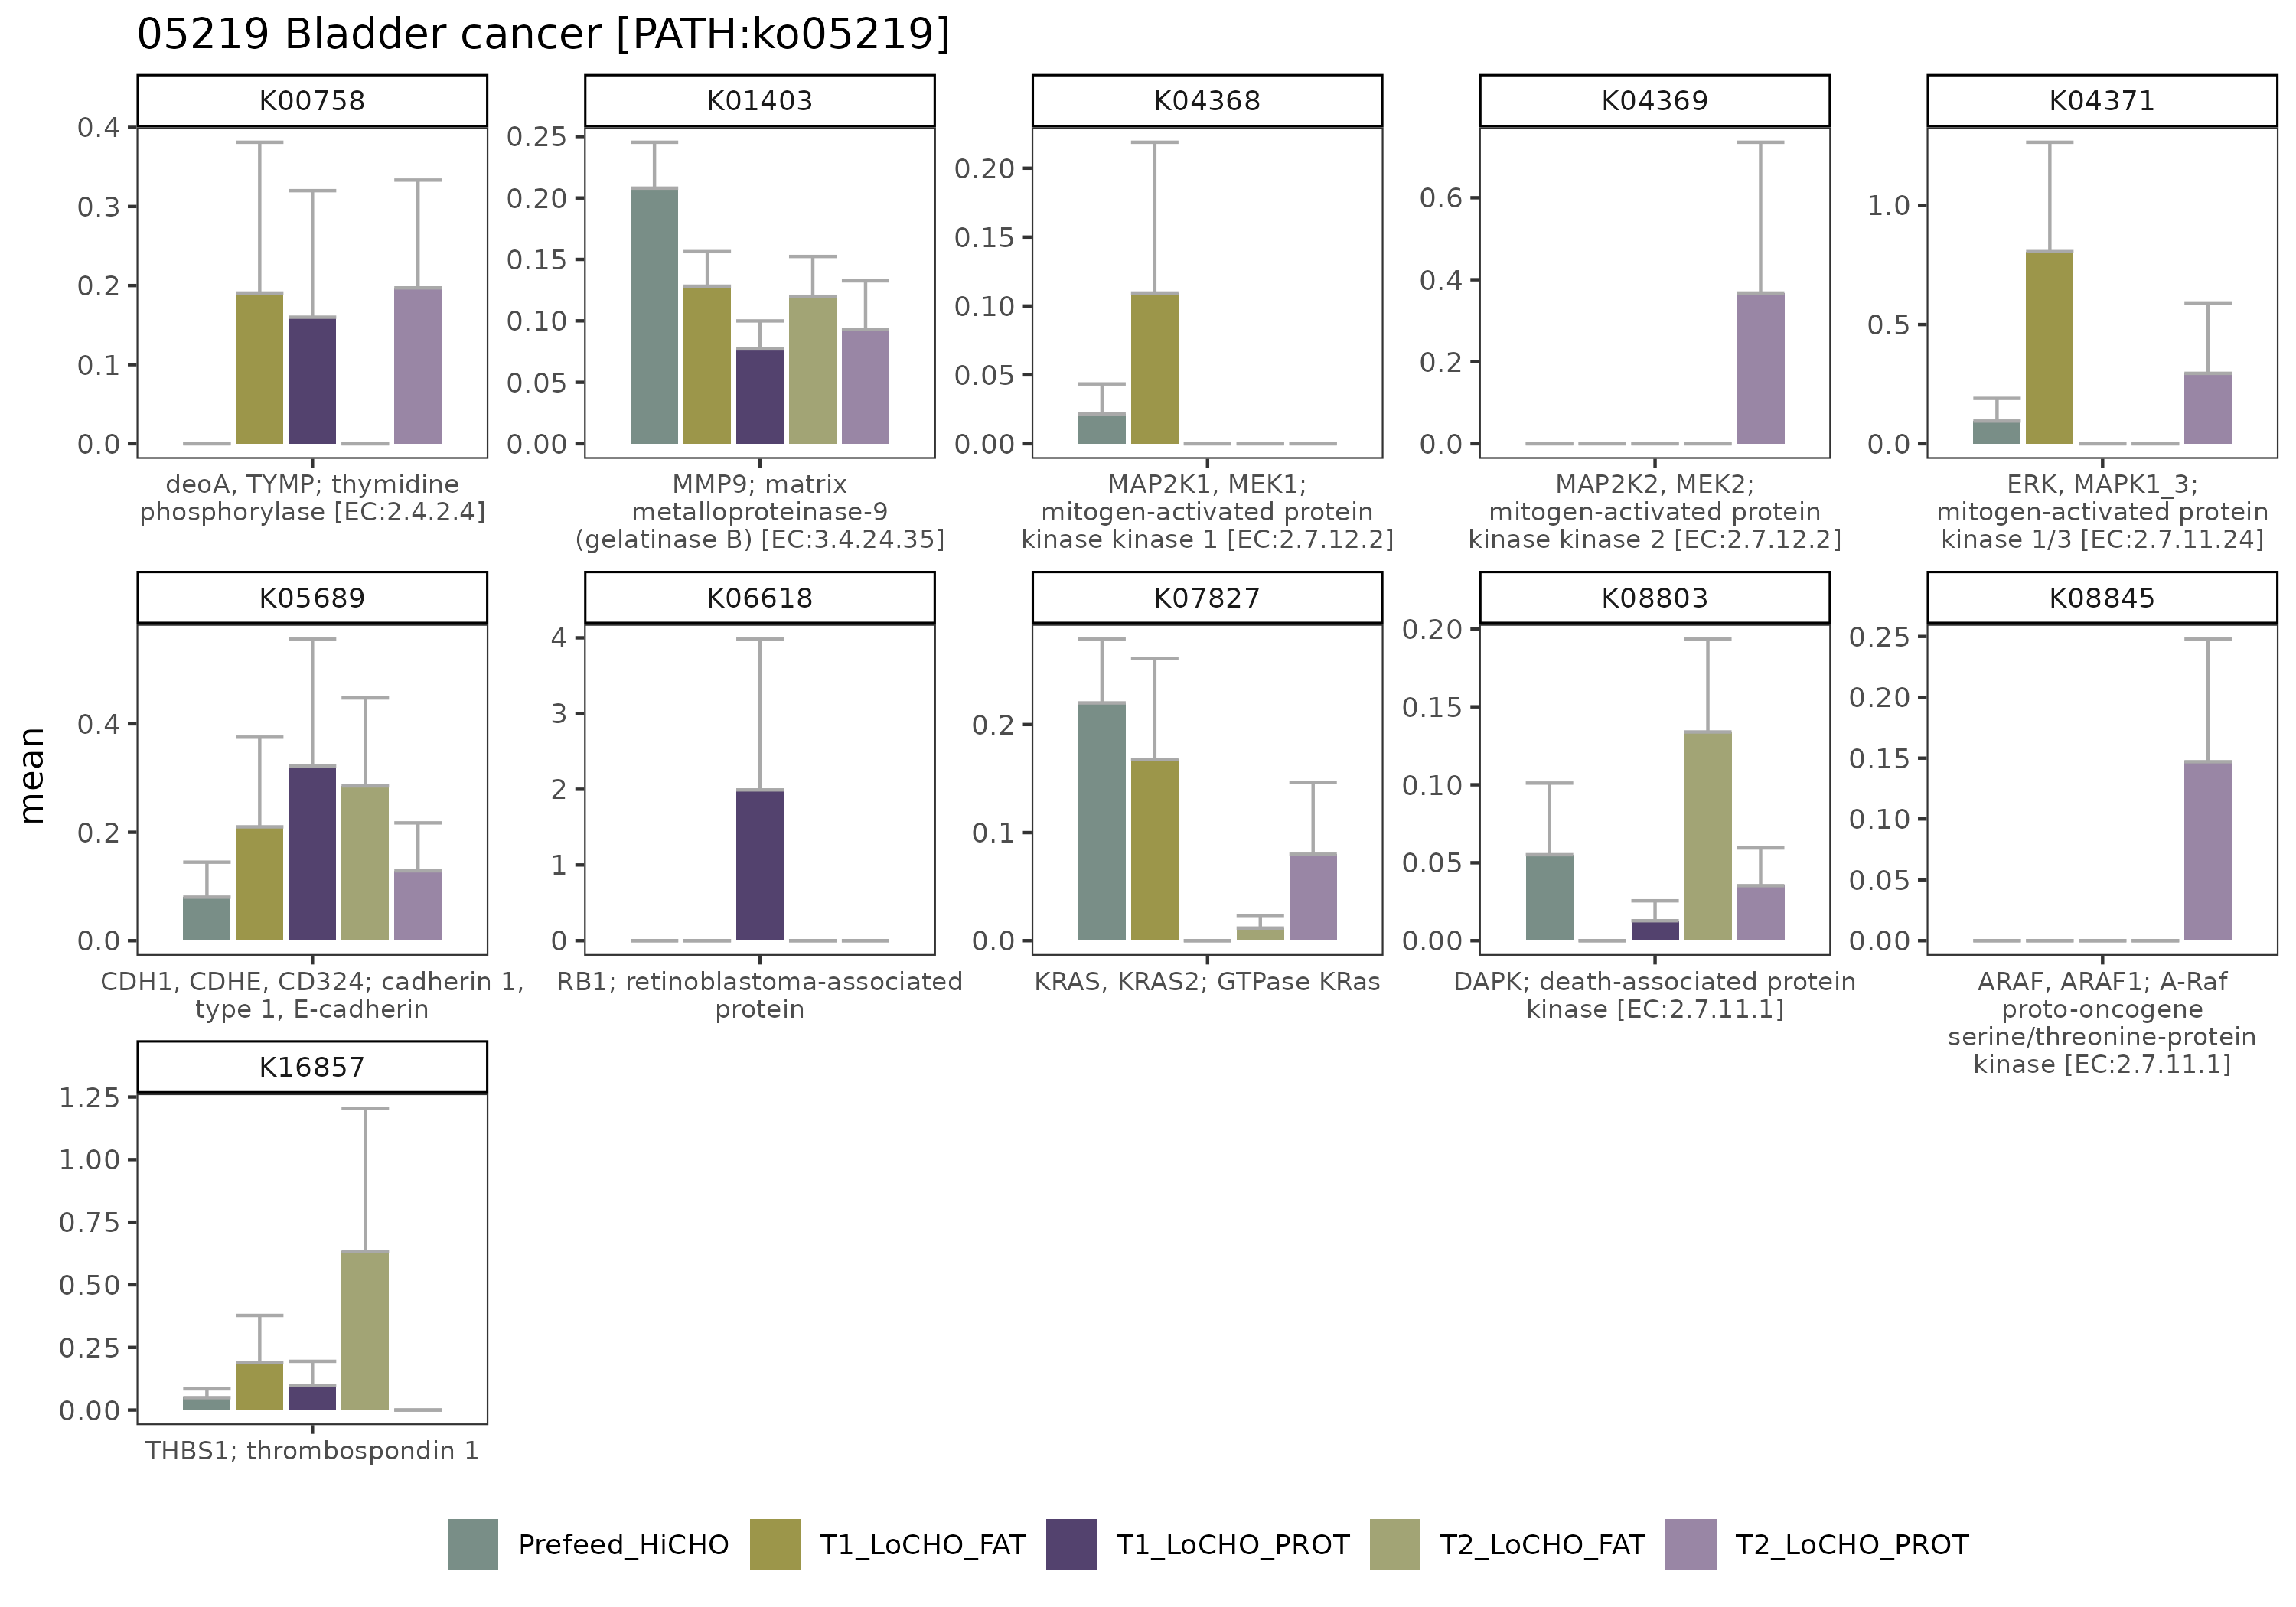 05219 Bladder cancer [PATH:ko05219]
K00758
K01403
K04368
K04369
K04371
0.4
0.3
0.2
0.1
0.0
0.25
0.20
0.15
0.10
0.05
0.00
0.20
0.15
0.10
0.05
0.00
0.6
0.4
0.2
0.0
1.0
0.5
0.0
deoA, TYMP; thymidine
phosphorylase [EC:2.4.2.4]
MMP9; matrix
metalloproteinase-9
(gelatinase B) [EC:3.4.24.35]
MAP2K1, MEK1;
mitogen-activated protein
kinase kinase 1 [EC:2.7.12.2]
MAP2K2, MEK2;
mitogen-activated protein
kinase kinase 2 [EC:2.7.12.2]
ERK, MAPK1_3;
mitogen-activated protein
kinase 1/3 [EC:2.7.11.24]
mean
K05689
K06618
K07827
K08803
K08845
0.4
0.2
0.0
4
3
2
1
0
0.2
0.1
0.0
0.20
0.15
0.10
0.05
0.00
0.25
0.20
0.15
0.10
0.05
0.00
CDH1, CDHE, CD324; cadherin 1,
type 1, E-cadherin
RB1; retinoblastoma-associated
protein
KRAS, KRAS2; GTPase KRas
DAPK; death-associated protein
kinase [EC:2.7.11.1]
ARAF, ARAF1; A-Raf
proto-oncogene
serine/threonine-protein
kinase [EC:2.7.11.1]
K16857
1.25
1.00
0.75
0.50
0.25
0.00
THBS1; thrombospondin 1
Prefeed_HiCHO
T1_LoCHO_FAT
T1_LoCHO_PROT
T2_LoCHO_FAT
T2_LoCHO_PROT